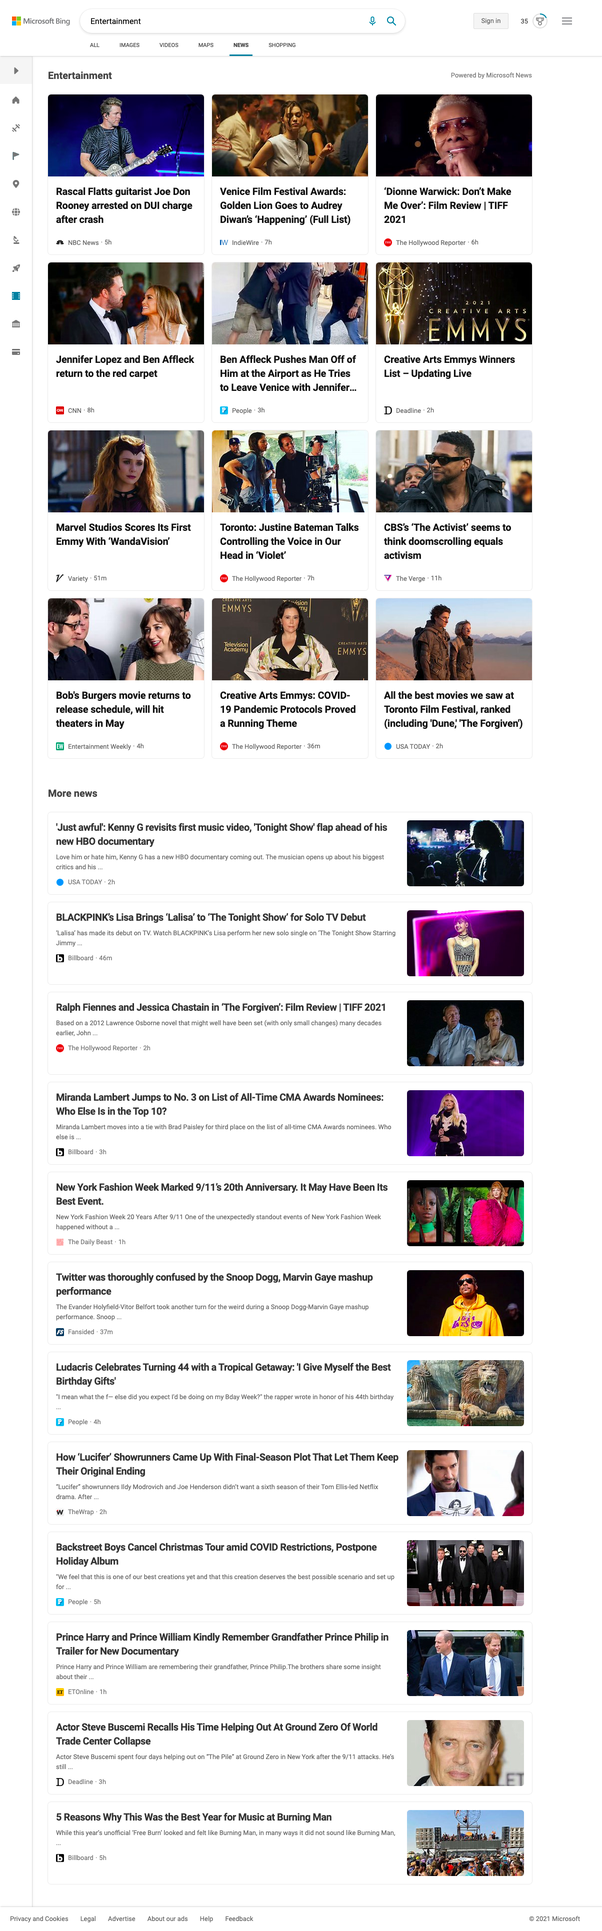 Microsoft Bing
Entertainment
Sign in
35
ALL IMAGES VIDEOS MAPS NEWS SHOPPING
Entertainment
Powered by Microsoft News
Rascal Flatts guitarist Joe Don
Rooney arrested on DUI charge
after crash
NBC News · 5h
Venice Film Festival Awards:
Golden Lion Goes to Audrey
Diwan's 'Happening' (Full List)
IW
IndieWire · 7h
'Dionne Warwick: Don't Make
Me Over': Film Review | TIFF
2021
The Hollywood Reporter · 6h
Jennifer Lopez and Ben Affleck
return to the red carpet
CNN · 8h
Ben Affleck Pushes Man Off of
Him at the Airport as He Tries
to Leave Venice with Jennifer...
People · 3h
2021
CREATIVE ARTS
EMMYS
Creative Arts Emmys Winners
List – Updating Live
Deadline · 2h
Marvel Studios Scores Its First
Emmy With 'WandaVision'
Variety · 51m
Toronto: Justine Bateman Talks
Controlling the Voice in Our
Head in 'Violet'
The Hollywood Reporter · 7h
CBS's 'The Activist' seems to
think doomscrolling equals
activism
The Verge · 11h
Bob's Burgers movie returns to
release schedule, will hit
theaters in May
Entertainment Weekly · 4h
CREATIVE ARTS
EMMYS
Television
Academy
Creative Arts Emmys: COVID-
19 Pandemic Protocols Proved
a Running Theme
The Hollywood Reporter · 36m
All the best movies we saw at
Toronto Film Festival, ranked
(including 'Dune,' 'The Forgiven')
USA TODAY · 2h
More news
'Just awful': Kenny G revisits first music video, 'Tonight Show' flap ahead of his
new HBO documentary
Love him or hate him, Kenny G has a new HBO documentary coming out. The musician opens up about his biggest
critics and his ...
USA TODAY · 2h
BLACKPINK's Lisa Brings 'Lalisa' to 'The Tonight Show' for Solo TV Debut
'Lalisa' has made its debut on TV. Watch BLACKPINK's Lisa perform her new solo single on 'The Tonight Show Starring
Jimmy ...
Billboard · 46m
Ralph Fiennes and Jessica Chastain in 'The Forgiven': Film Review | TIFF 2021
Based on a 2012 Lawrence Osborne novel that might well have been set (with only small changes) many decades
earlier, John ...
The Hollywood Reporter · 2h
Miranda Lambert Jumps to No. 3 on List of All-Time CMA Awards Nominees:
Who Else Is in the Top 10?
Miranda Lambert moves into a tie with Brad Paisley for third place on the list of all-time CMA Awards nominees. Who
else is ...
Billboard · 3h
New York Fashion Week Marked 9/11's 20th Anniversary. It May Have Been Its
Best Event.
New York Fashion Week 20 Years After 9/11 One of the unexpectedly standout events of New York Fashion Week
happened without a ...
The Daily Beast · 1h
Twitter was thoroughly confused by the Snoop Dogg, Marvin Gaye mashup
performance
The Evander Holyfield-Vitor Belfort took another turn for the weird during a Snoop Dogg-Marvin Gaye mashup
performance. Snoop ...
Fansided · 37m
Ludacris Celebrates Turning 44 with a Tropical Getaway: 'I Give Myself the Best
Birthday Gifts'
"I mean what the f— else did you expect I'd be doing on my Bday Week?" the rapper wrote in honor of his 44th birthday
...
People · 4h
How 'Lucifer' Showrunners Came Up With Final-Season Plot That Let Them Keep
Their Original Ending
"Lucifer" showrunners Ildy Modrovich and Joe Henderson didn't want a sixth season of their Tom Ellis-led Netflix
drama. After ...
TheWrap · 2h
Backstreet Boys Cancel Christmas Tour amid COVID Restrictions, Postpone
Holiday Album
"We feel that this is one of our best creations yet and that this creation deserves the best possible scenario and set up
for ...
People · 5h
Prince Harry and Prince William Kindly Remember Grandfather Prince Philip in
Trailer for New Documentary
Prince Harry and Prince William are remembering their grandfather, Prince Philip.The brothers share some insight
about their ...
ET
ETOnline · 1h
Actor Steve Buscemi Recalls His Time Helping Out At Ground Zero Of World
Trade Center Collapse
Actor Steve Buscemi spent four days helping out on "The Pile" at Ground Zero in New York after the 9/11 attacks. He's
still ...
Deadline · 3h
5 Reasons Why This Was the Best Year for Music at Burning Man
While this year's unofficial 'Free Burn' looked and felt like Burning Man, in many ways it did not sound like Burning Man,
...
Billboard · 5h
Privacy and Cookies Legal Advertise About our ads Help Feedback
© 2021 Microsoft